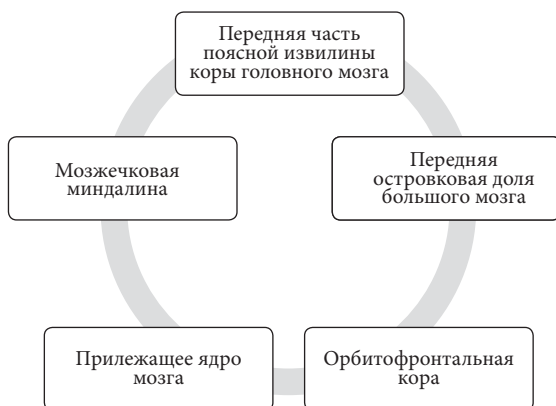 Передняя часть
поясной извилины
коры головного мозга
Передняя
островковая доля
большого мозга
Орбитофронтальная
кора
Прилежащее ядро
мозга
Мозжечковая
миндалина